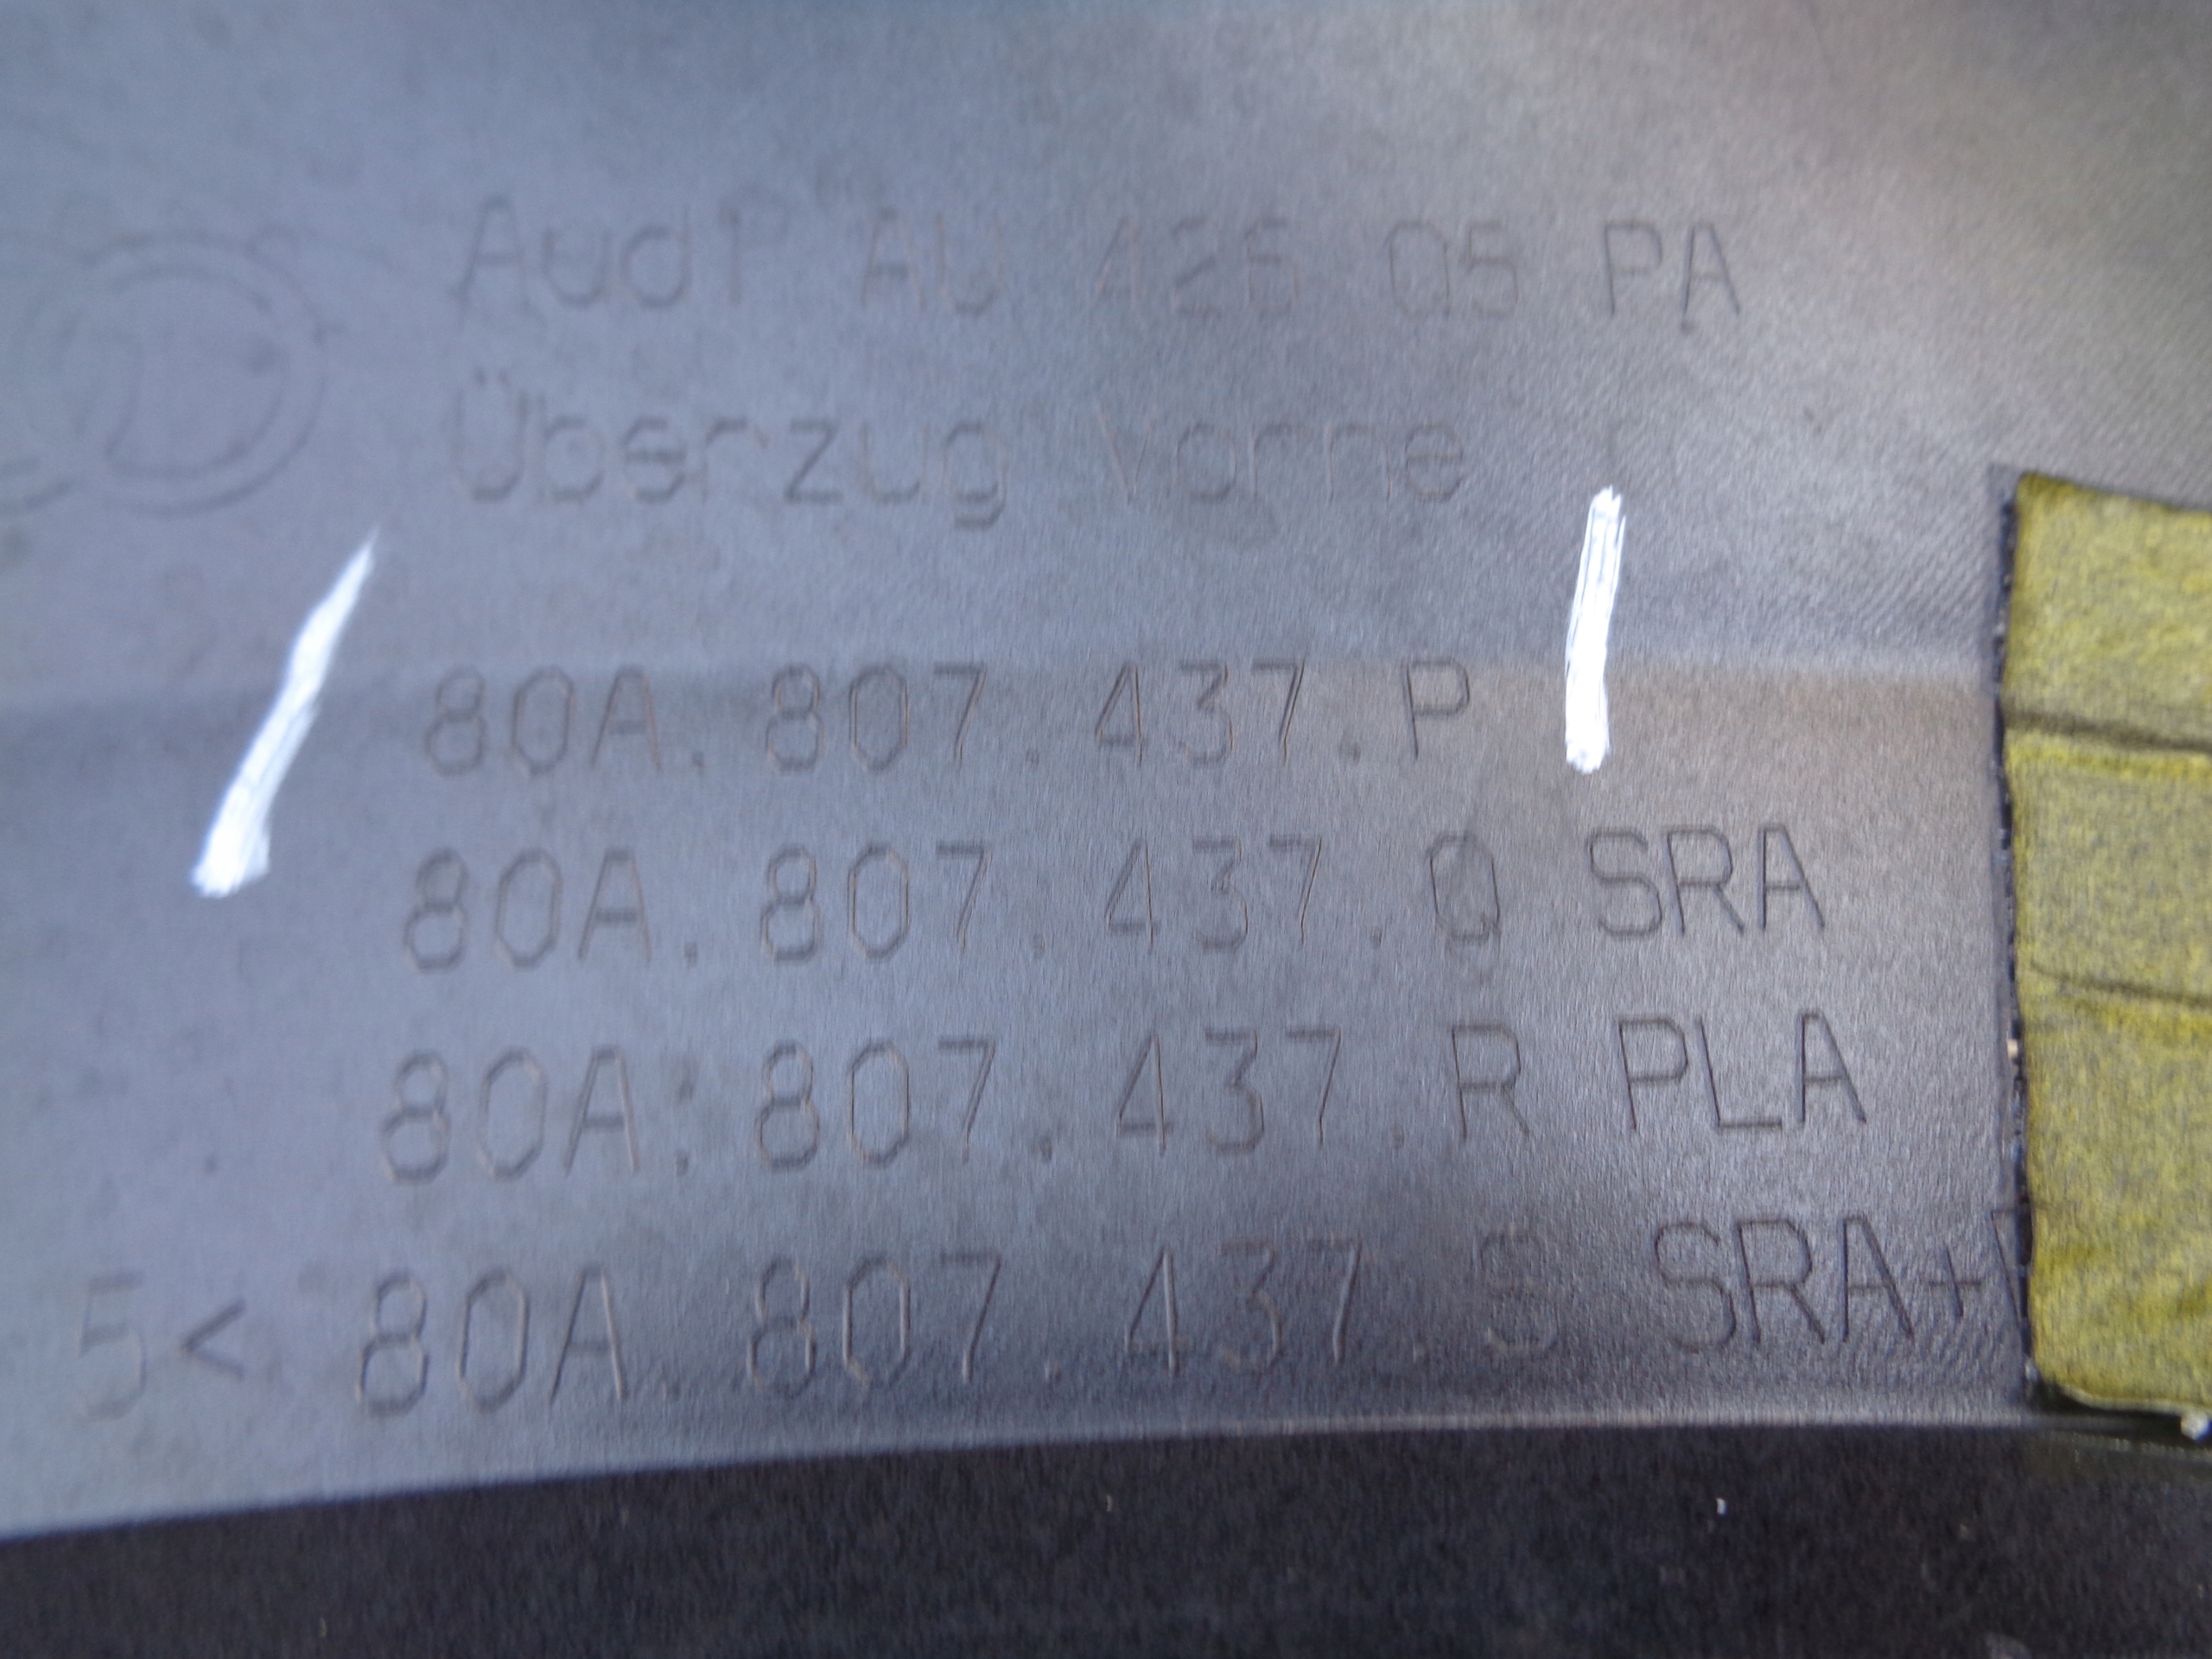 Audi AU 426 Q5 PA
Überzug Vorne
80A.807.437.P
80A.807.437.Q SRA
80A.807.437.R PLA
5< 80A.807.437.S SRA+